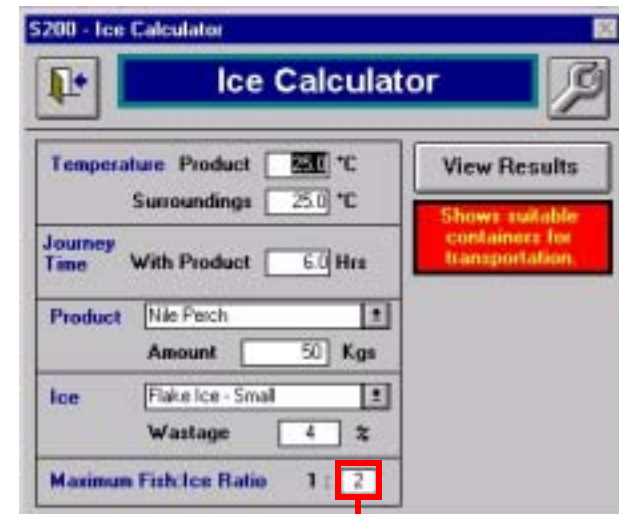 S200 - Ice Calculator
Ice Calculator
Temperature Product 25.0 °C
Surroundings 25.0 °C
Journey Time With Product 6.0 Hrs
Product Nile Perch
Amount 50 Kgs
Ice Flake Ice - Small
Wastage 4 %
Maximum Fish:Ice Ratio 1 : 2
View Results
Shows suitable
containers for
transportation.